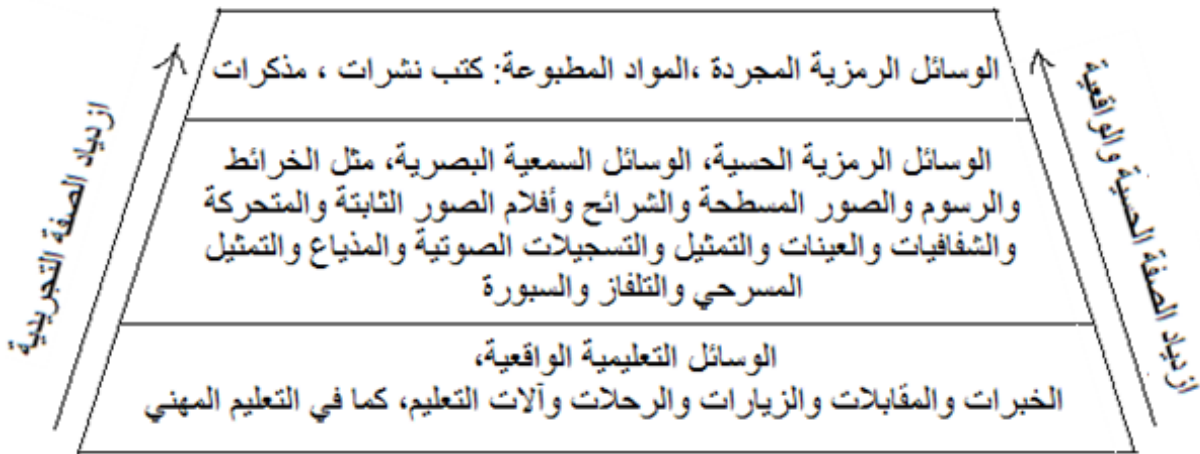 الوسائل الرمزية المجردة ،المواد المطبوعة: كتب نشرات ، مذكرات
الوسائل الرمزية الحسية، الوسائل السمعية البصرية، مثل الخرائط
والرسوم والصور المسطحة والشرائح وأفلام الصور الثابتة والمتحركة
والشفافيات والعينات والتمثيل والتسجيلات الصوتية والمذياع والتمثيل
المسرحي والتلفاز والسبورة
الوسائل التعليمية الواقعية،
الخبرات والمقابلات والزيارات والرحلات وآلات التعليم، كما في التعليم المهني
ازدياد الصفة الحسية والواقعية
ازدياد الصفة التجريدية